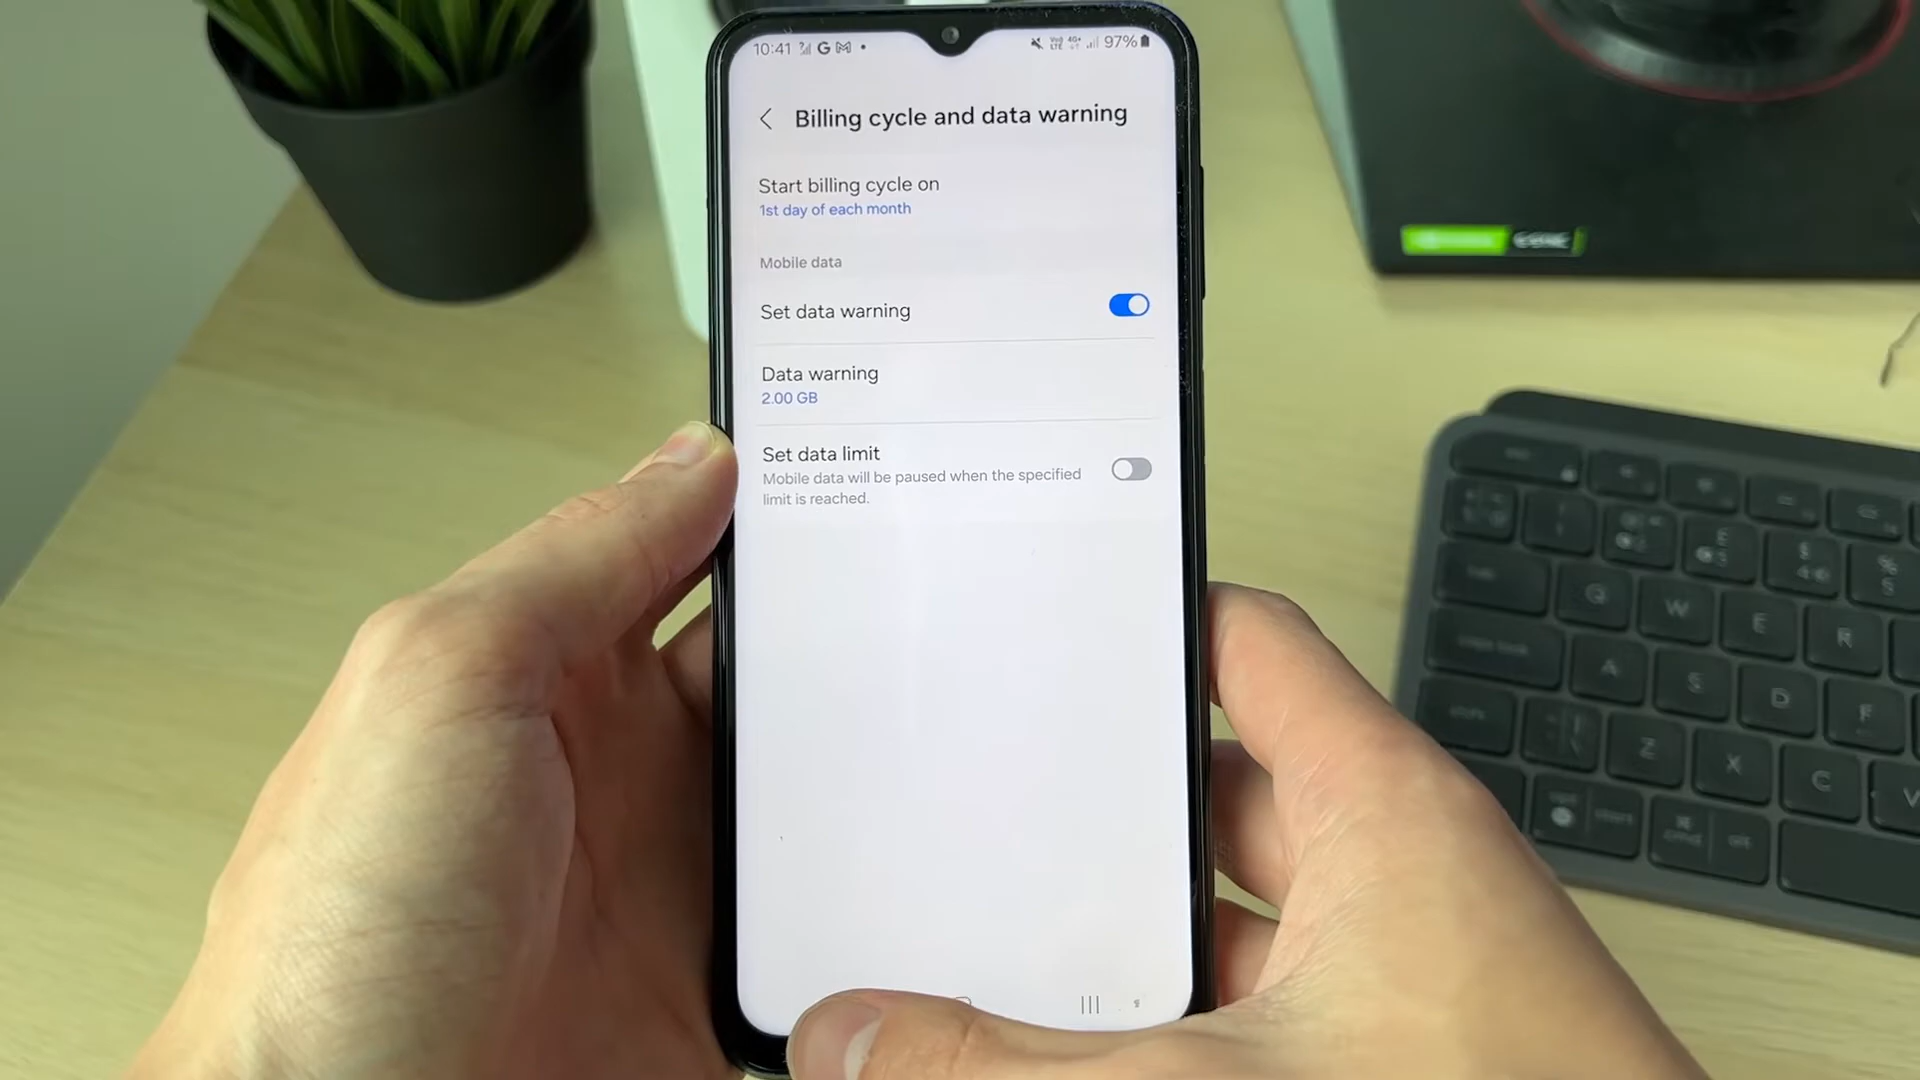 10:41 G 97%
Billing cycle and data warning
Start billing cycle on
1st day of each month
Mobile data
Set data warning
Data warning
2.00 GB
Set data limit
Mobile data will be paused when the specified
limit is reached.
Q W E R
A S D F
Z X C V